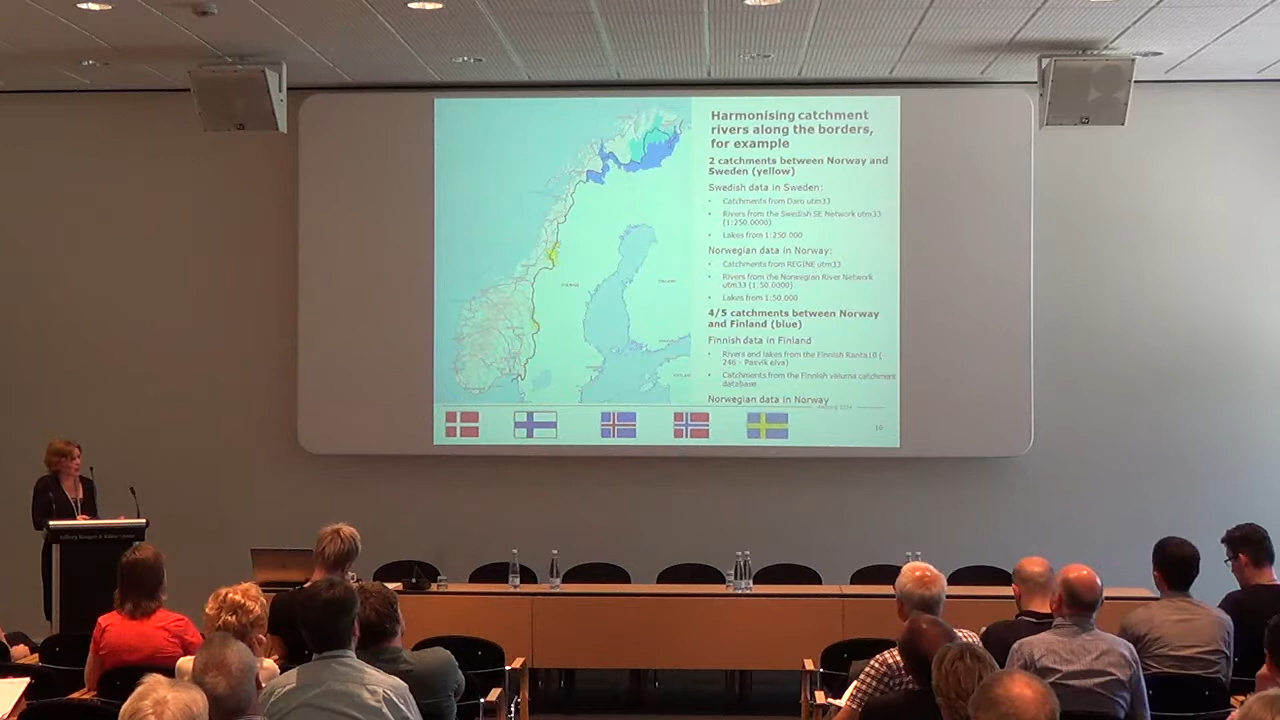 Harmonising catchment
rivers along the borders,
for example
2 catchments between Norway and
Sweden (yellow)
Swedish data in Sweden:
• Catchments from Daro utm33
• Rivers from the Swedish SE Network utm33
(1:250.0000)
• Lakes from 1:250.000
Norwegian data in Norway:
• Catchments from REGINE utm33
• Rivers from the Norwegian River Network
utm33 (1:50.0000)
• Lakes from 1:50.000
4/5 catchments between Norway
and Finland (blue)
Finnish data in Finland
• Rivers and lakes from the Finnish Ranta10 (
246 - Pasvik elva)
• Catchments from the Finnish valuma catchment
database
Norwegian data in Norway
10